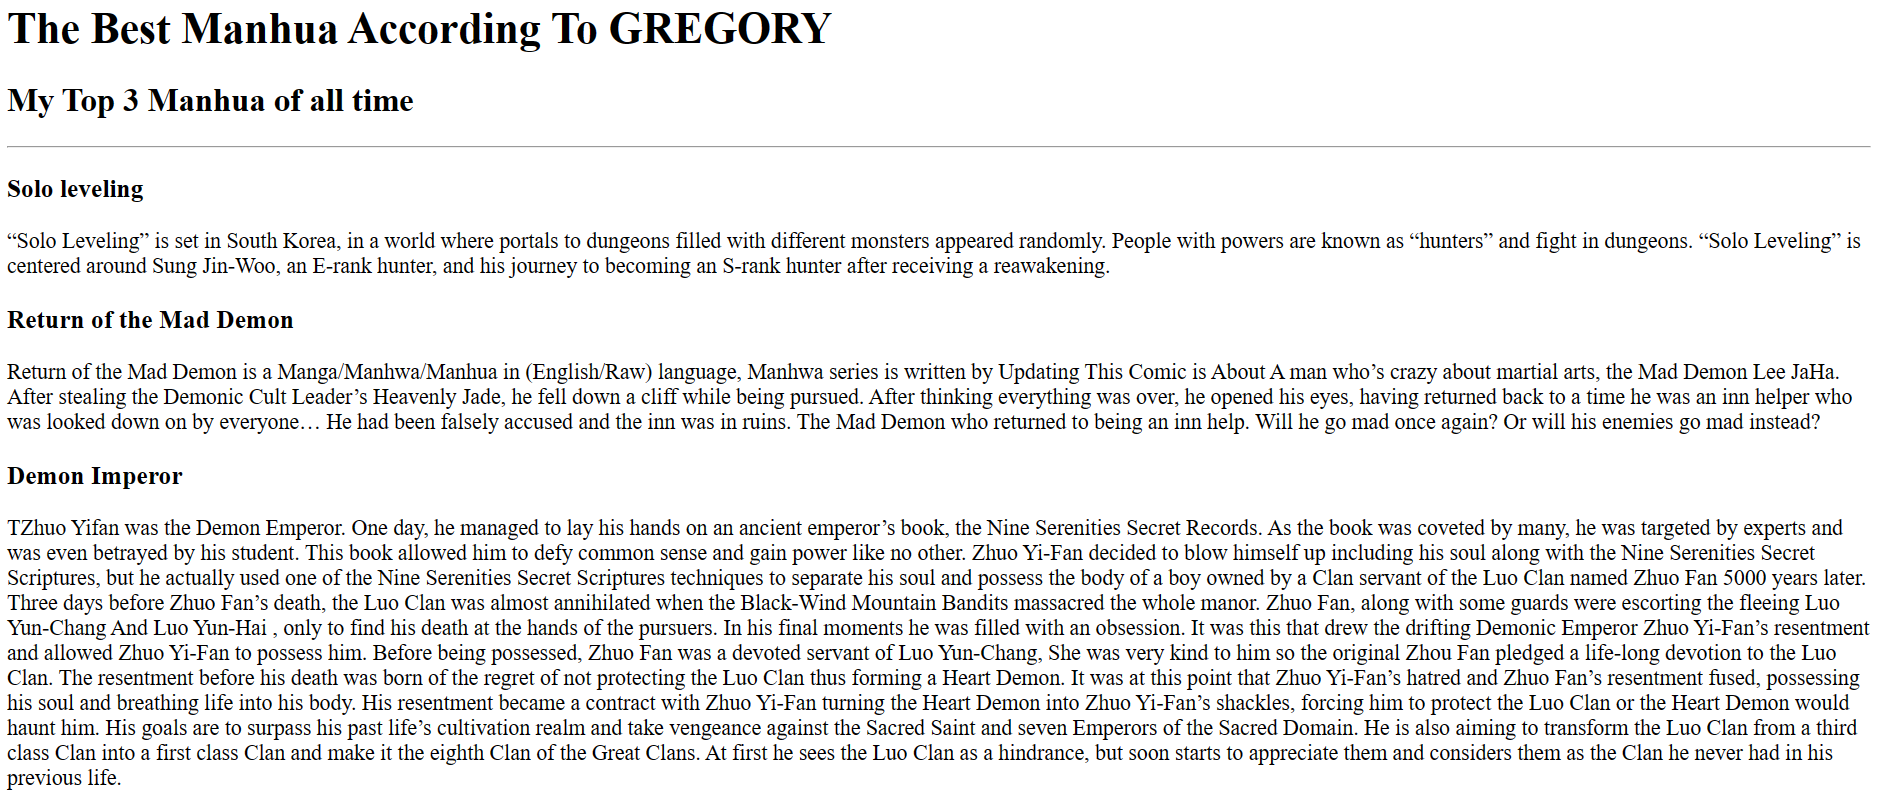 The Best Manhua According To GREGORY
My Top 3 Manhua of all time
Solo leveling
“Solo Leveling” is set in South Korea, in a world where portals to dungeons filled with different monsters appeared randomly. People with powers are known as “hunters” and fight in dungeons. “Solo Leveling” is
centered around Sung Jin-Woo, an E-rank hunter, and his journey to becoming an S-rank hunter after receiving a reawakening.
Return of the Mad Demon
Return of the Mad Demon is a Manga/Manhwa/Manhua in (English/Raw) language, Manhwa series is written by Updating This Comic is About A man who’s crazy about martial arts, the Mad Demon Lee JaHa.
After stealing the Demonic Cult Leader’s Heavenly Jade, he fell down a cliff while being pursued. After thinking everything was over, he opened his eyes, having returned back to a time he was an inn helper who
was looked down on by everyone… He had been falsely accused and the inn was in ruins. The Mad Demon who returned to being an inn help. Will he go mad once again? Or will his enemies go mad instead?
Demon Imperor
TZhuo Yifan was the Demon Emperor. One day, he managed to lay his hands on an ancient emperor’s book, the Nine Serenities Secret Records. As the book was coveted by many, he was targeted by experts and
was even betrayed by his student. This book allowed him to defy common sense and gain power like no other. Zhuo Yi-Fan decided to blow himself up including his soul along with the Nine Serenities Secret
Scriptures, but he actually used one of the Nine Serenities Secret Scriptures techniques to separate his soul and possess the body of a boy owned by a Clan servant of the Luo Clan named Zhuo Fan 5000 years later.
Three days before Zhuo Fan’s death, the Luo Clan was almost annihilated when the Black-Wind Mountain Bandits massacred the whole manor. Zhuo Fan, along with some guards were escorting the fleeing Luo
Yun-Chang And Luo Yun-Hai , only to find his death at the hands of the pursuers. In his final moments he was filled with an obsession. It was this that drew the drifting Demonic Emperor Zhuo Yi-Fan’s resentment
and allowed Zhuo Yi-Fan to possess him. Before being possessed, Zhuo Fan was a devoted servant of Luo Yun-Chang, She was very kind to him so the original Zhou Fan pledged a life-long devotion to the Luo
Clan. The resentment before his death was born of the regret of not protecting the Luo Clan thus forming a Heart Demon. It was at this point that Zhuo Yi-Fan’s hatred and Zhuo Fan’s resentment fused, possessing
his soul and breathing life into his body. His resentment became a contract with Zhuo Yi-Fan turning the Heart Demon into Zhuo Yi-Fan’s shackles, forcing him to protect the Luo Clan or the Heart Demon would
haunt him. His goals are to surpass his past life’s cultivation realm and take vengeance against the Sacred Saint and seven Emperors of the Sacred Domain. He is also aiming to transform the Luo Clan from a third
class Clan into a first class Clan and make it the eighth Clan of the Great Clans. At first he sees the Luo Clan as a hindrance, but soon starts to appreciate them and considers them as the Clan he never had in his
previous life.